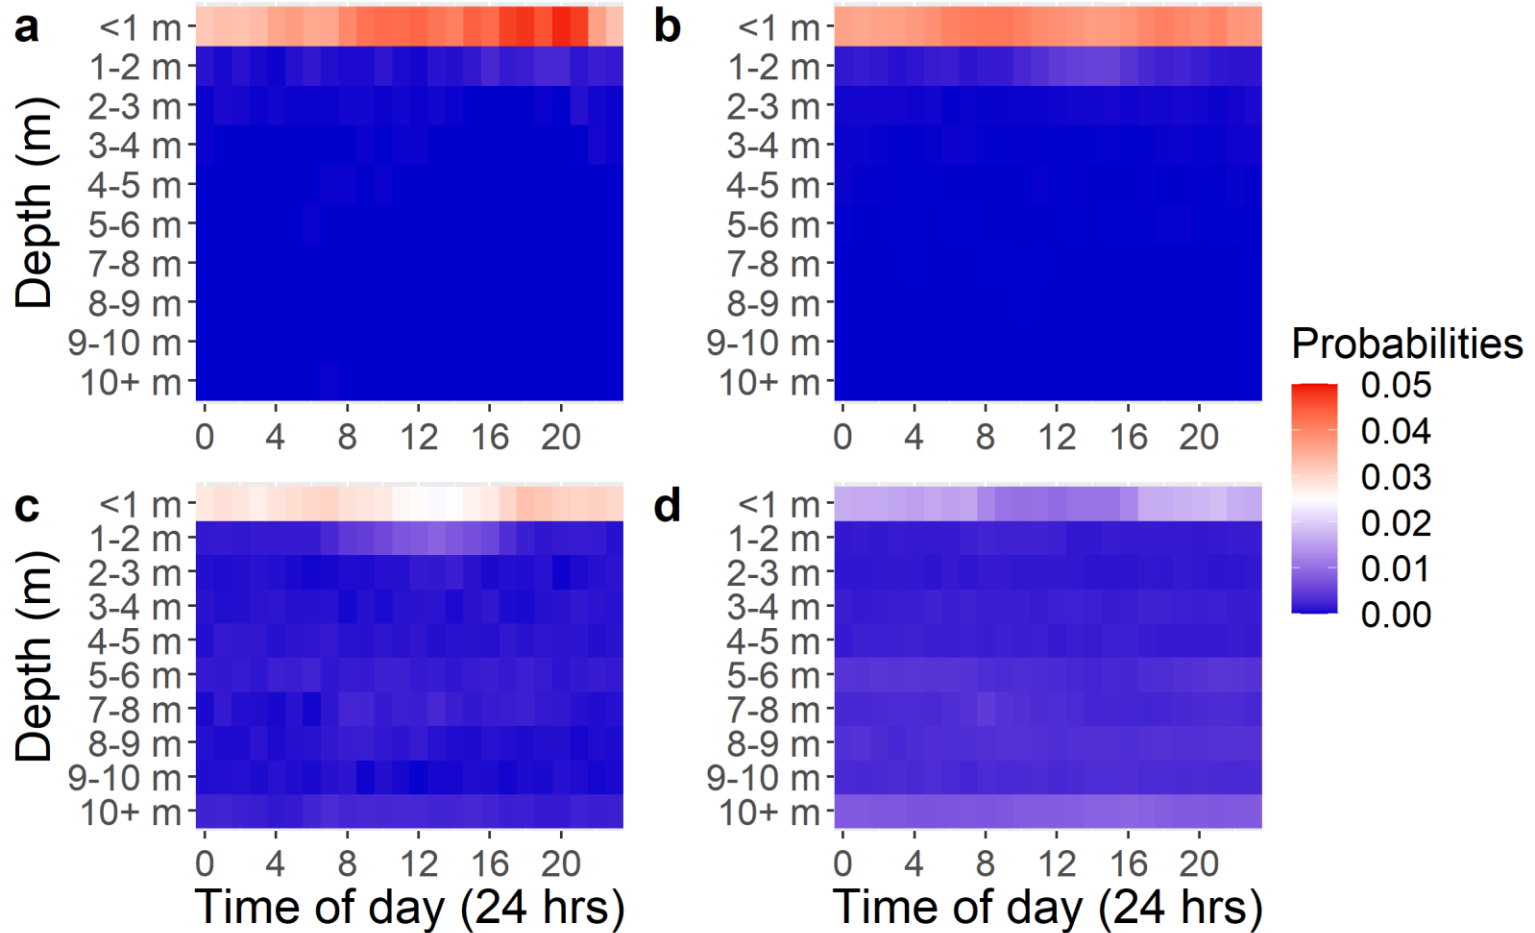 a
<1 m
1-2 m
2-3 m
3-4 m
4-5 m
5-6 m
7-8 m
8-9 m
9-10 m
10+ m
Depth (m)
0 4 8 12 16 20
b
<1 m
1-2 m
2-3 m
3-4 m
4-5 m
5-6 m
7-8 m
8-9 m
9-10 m
10+ m
0 4 8 12 16 20
c
<1 m
1-2 m
2-3 m
3-4 m
4-5 m
5-6 m
7-8 m
8-9 m
9-10 m
10+ m
Depth (m)
0 4 8 12 16 20
Time of day (24 hrs)
d
<1 m
1-2 m
2-3 m
3-4 m
4-5 m
5-6 m
7-8 m
8-9 m
9-10 m
10+ m
0 4 8 12 16 20
Time of day (24 hrs)
Probabilities
0.05
0.04
0.03
0.02
0.01
0.00